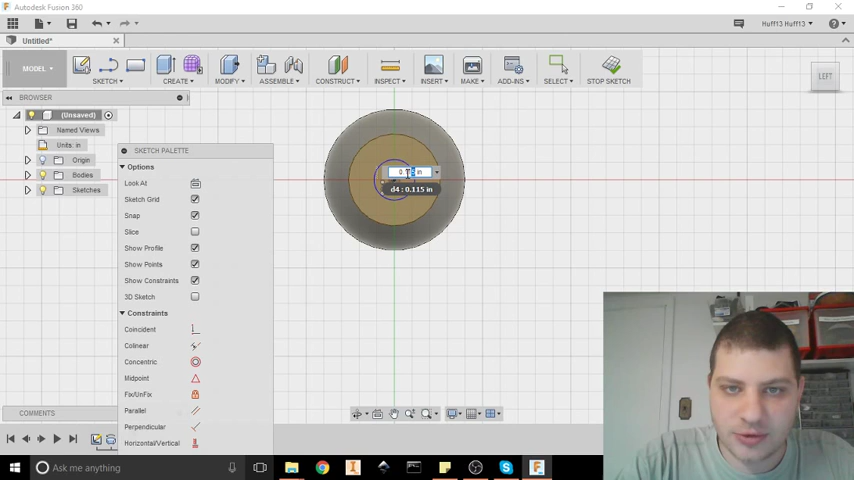 Autodesk Fusion 360
Huff13 Huff13
Untitled*
MODEL
SKETCH
CREATE
MODIFY
ASSEMBLE
CONSTRUCT
INSPECT
INSERT
MAKE
ADD-INS
SELECT
STOP SKETCH
LEFT
BROWSER
(Unsaved)
Named Views
Units: in
Origin
Bodies
Sketches
SKETCH PALETTE
Options
Look At
Sketch Grid
Snap
Slice
Show Profile
Show Points
Show Constraints
3D Sketch
Constraints
Coincident
Colinear
Concentric
Midpoint
Fix/UnFix
Parallel
Perpendicular
Horizontal/Vertical
d4 : 0.115 in
COMMENTS
Ask me anything